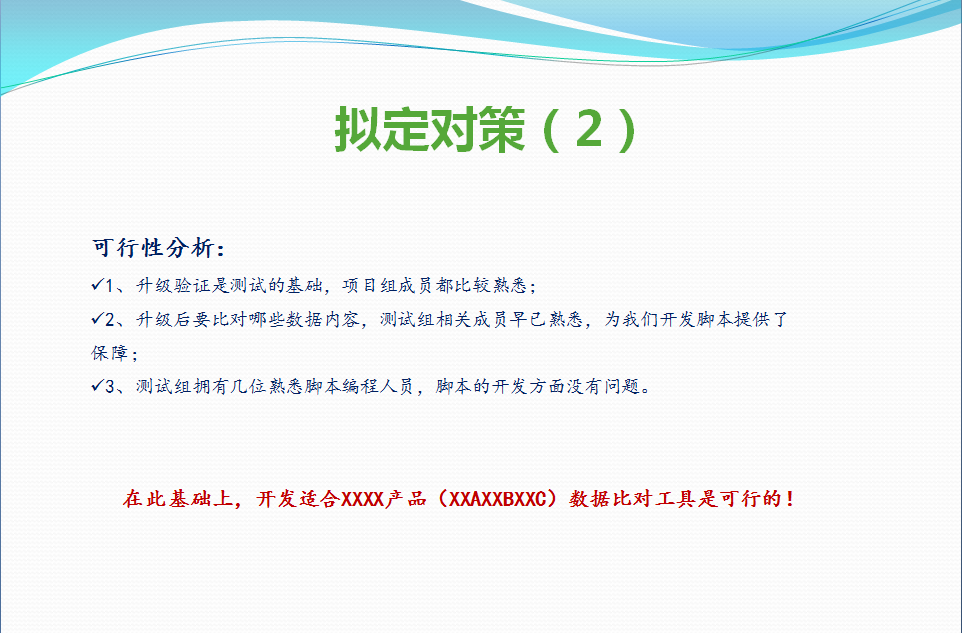 拟定对策（2）
可行性分析：
✓1、升级验证是测试的基础，项目组成员都比较熟悉；
✓2、升级后要比对哪些数据内容，测试组相关成员早已熟悉，为我们开发脚本提供了
保障；
✓3、测试组拥有几位熟悉脚本编程人员，脚本的开发方面没有问题。
在此基础上，开发适合XXXX产品（XXAXXBXXC）数据比对工具是可行的！